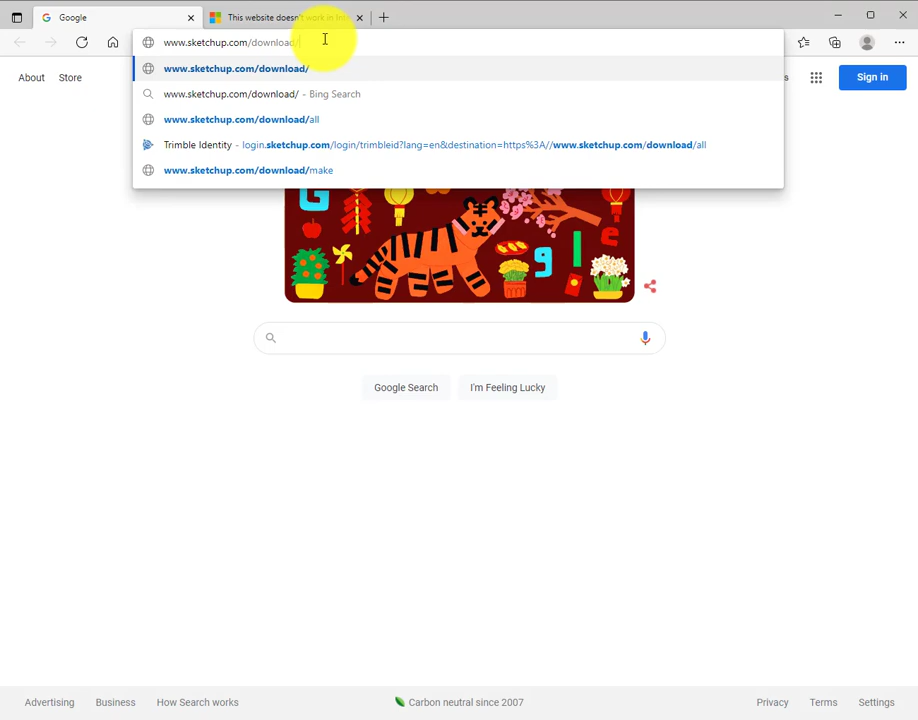 Google
This website doesn't work in Int
www.sketchup.com/download/
www.sketchup.com/download/
www.sketchup.com/download/ - Bing Search
www.sketchup.com/download/all
Trimble Identity - login.sketchup.com/login/trimbleid?lang=en&destination=https%3A//www.sketchup.com/download/all
www.sketchup.com/download/make
About Store
s
Sign in
G
g l e
Google Search I'm Feeling Lucky
Advertising Business How Search works Carbon neutral since 2007 Privacy Terms Settings